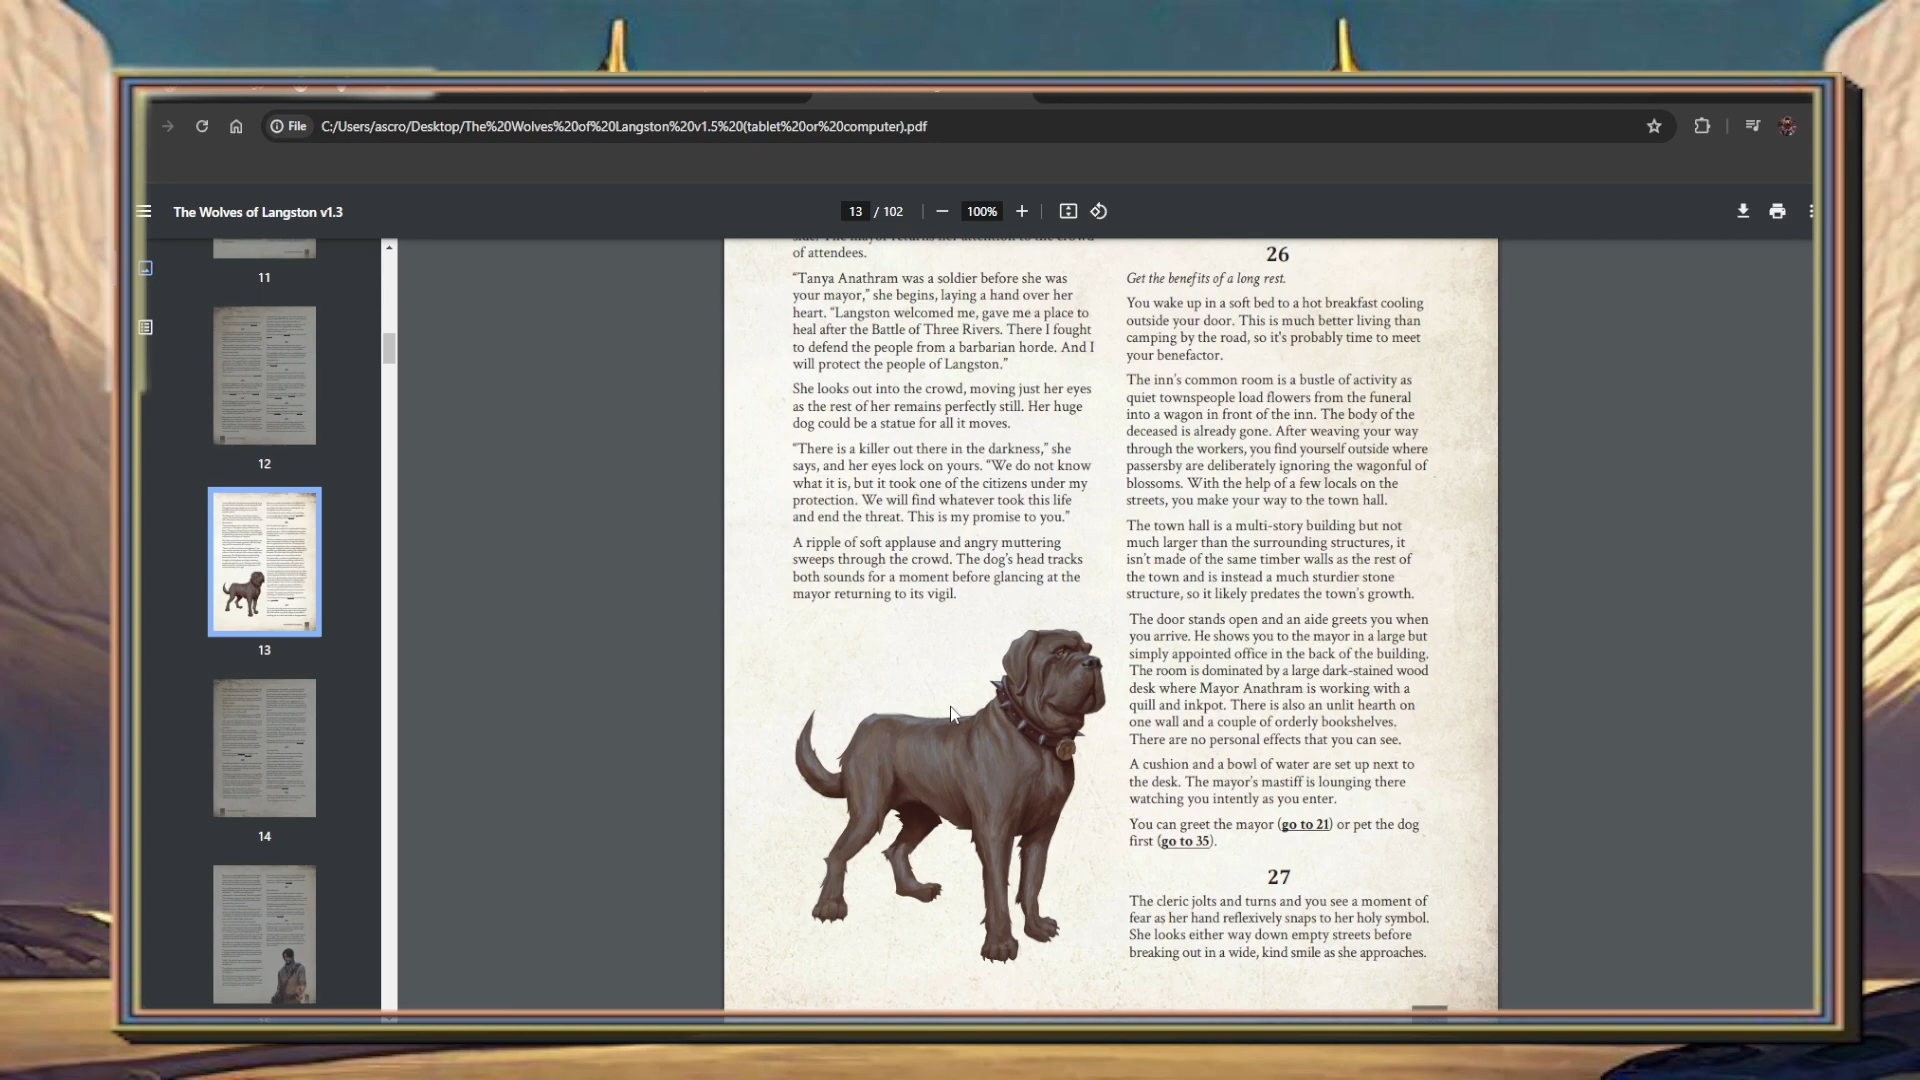 File
C:/Users/ascro/Desktop/The%20Wolves%20of%20Langston%20v1.5%20(tablet%20or%20computer).pdf
The Wolves of Langston v1.3
13 / 102
100%
11
12
13
14
of attendees.
“Tanya Anathram was a soldier before she was
your mayor,” she begins, laying a hand over her
heart. “Langston welcomed me, gave me a place to
heal after the Battle of Three Rivers. There I fought
to defend the people from a barbarian horde. And I
will protect the people of Langston.”
She looks out into the crowd, moving just her eyes
as the rest of her remains perfectly still. Her huge
dog could be a statue for all it moves.
“There is a killer out there in the darkness,” she
says, and her eyes lock on yours. “We do not know
what it is, but it took one of the citizens under my
protection. We will find whatever took this life
and end the threat. This is my promise to you.”
A ripple of soft applause and angry muttering
sweeps through the crowd. The dog’s head tracks
both sounds for a moment before glancing at the
mayor returning to its vigil.
26
Get the benefits of a long rest.
You wake up in a soft bed to a hot breakfast cooling
outside your door. This is much better living than
camping by the road, so it's probably time to meet
your benefactor.
The inn’s common room is a bustle of activity as
quiet townspeople load flowers from the funeral
into a wagon in front of the inn. The body of the
deceased is already gone. After weaving your way
through the workers, you find yourself outside where
passersby are deliberately ignoring the wagonful of
blossoms. With the help of a few locals on the
streets, you make your way to the town hall.
The town hall is a multi-story building but not
much larger than the surrounding structures, it
isn’t made of the same timber walls as the rest of
the town and is instead a much sturdier stone
structure, so it likely predates the town’s growth.
The door stands open and an aide greets you when
you arrive. He shows you to the mayor in a large but
simply appointed office in the back of the building.
The room is dominated by a large dark-stained wood
desk where Mayor Anathram is working with a
quill and inkpot. There is also an unlit hearth on
one wall and a couple of orderly bookshelves.
There are no personal effects that you can see.
A cushion and a bowl of water are set up next to
the desk. The mayor’s mastiff is lounging there
watching you intently as you enter.
You can greet the mayor (go to 21) or pet the dog
first (go to 35).
27
The cleric jolts and turns and you see a moment of
fear as her hand reflexively snaps to her holy symbol.
She looks either way down empty streets before
breaking out in a wide, kind smile as she approaches.